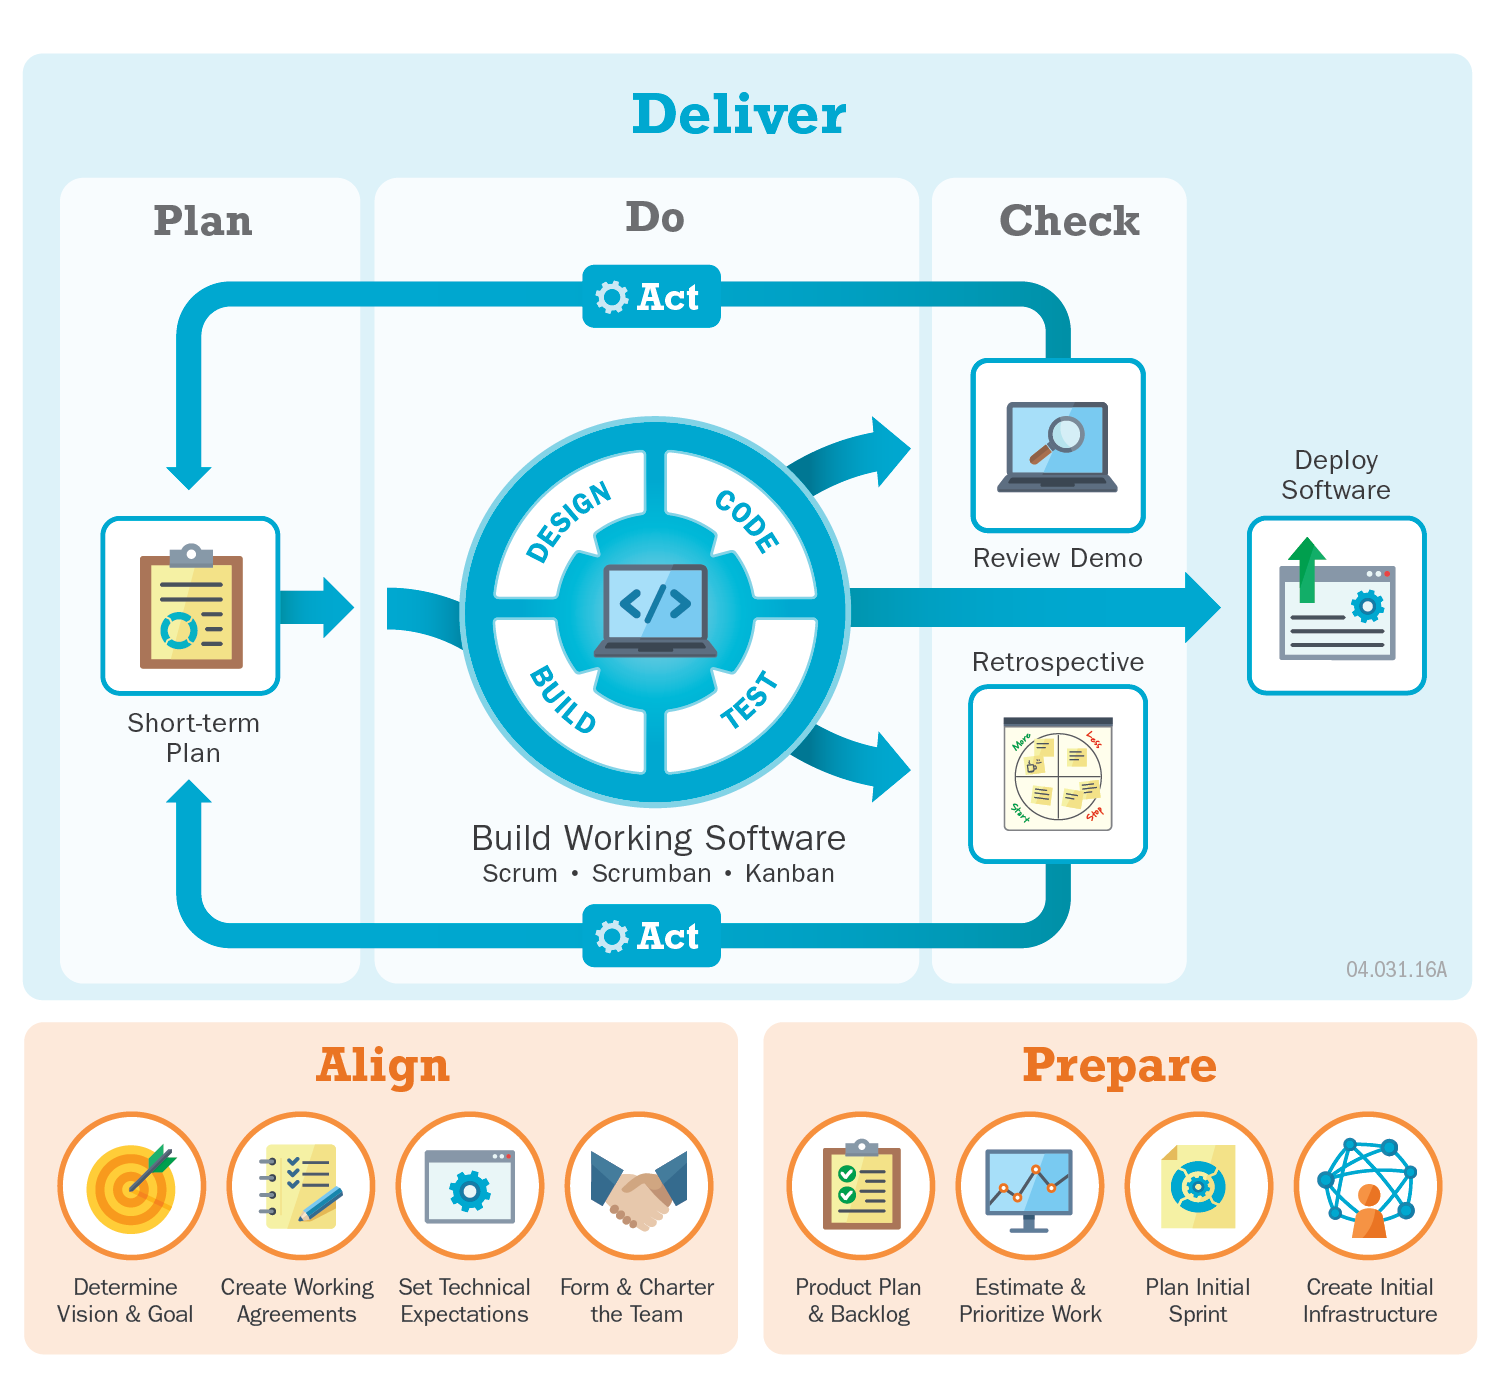 Deliver
Plan
Do
Check
Act
DESIGN
CODE
BUILD
TEST
</>
Short-term
Plan
Build Working Software
Scrum • Scrumban • Kanban
Review Demo
Retrospective
More
Less
Start
Stop
Deploy
Software
Act
04.031.16A
Align
Determine
Vision & Goal
Create Working
Agreements
Set Technical
Expectations
Form & Charter
the Team
Prepare
Product Plan
& Backlog
Estimate &
Prioritize Work
Plan Initial
Sprint
Create Initial
Infrastructure